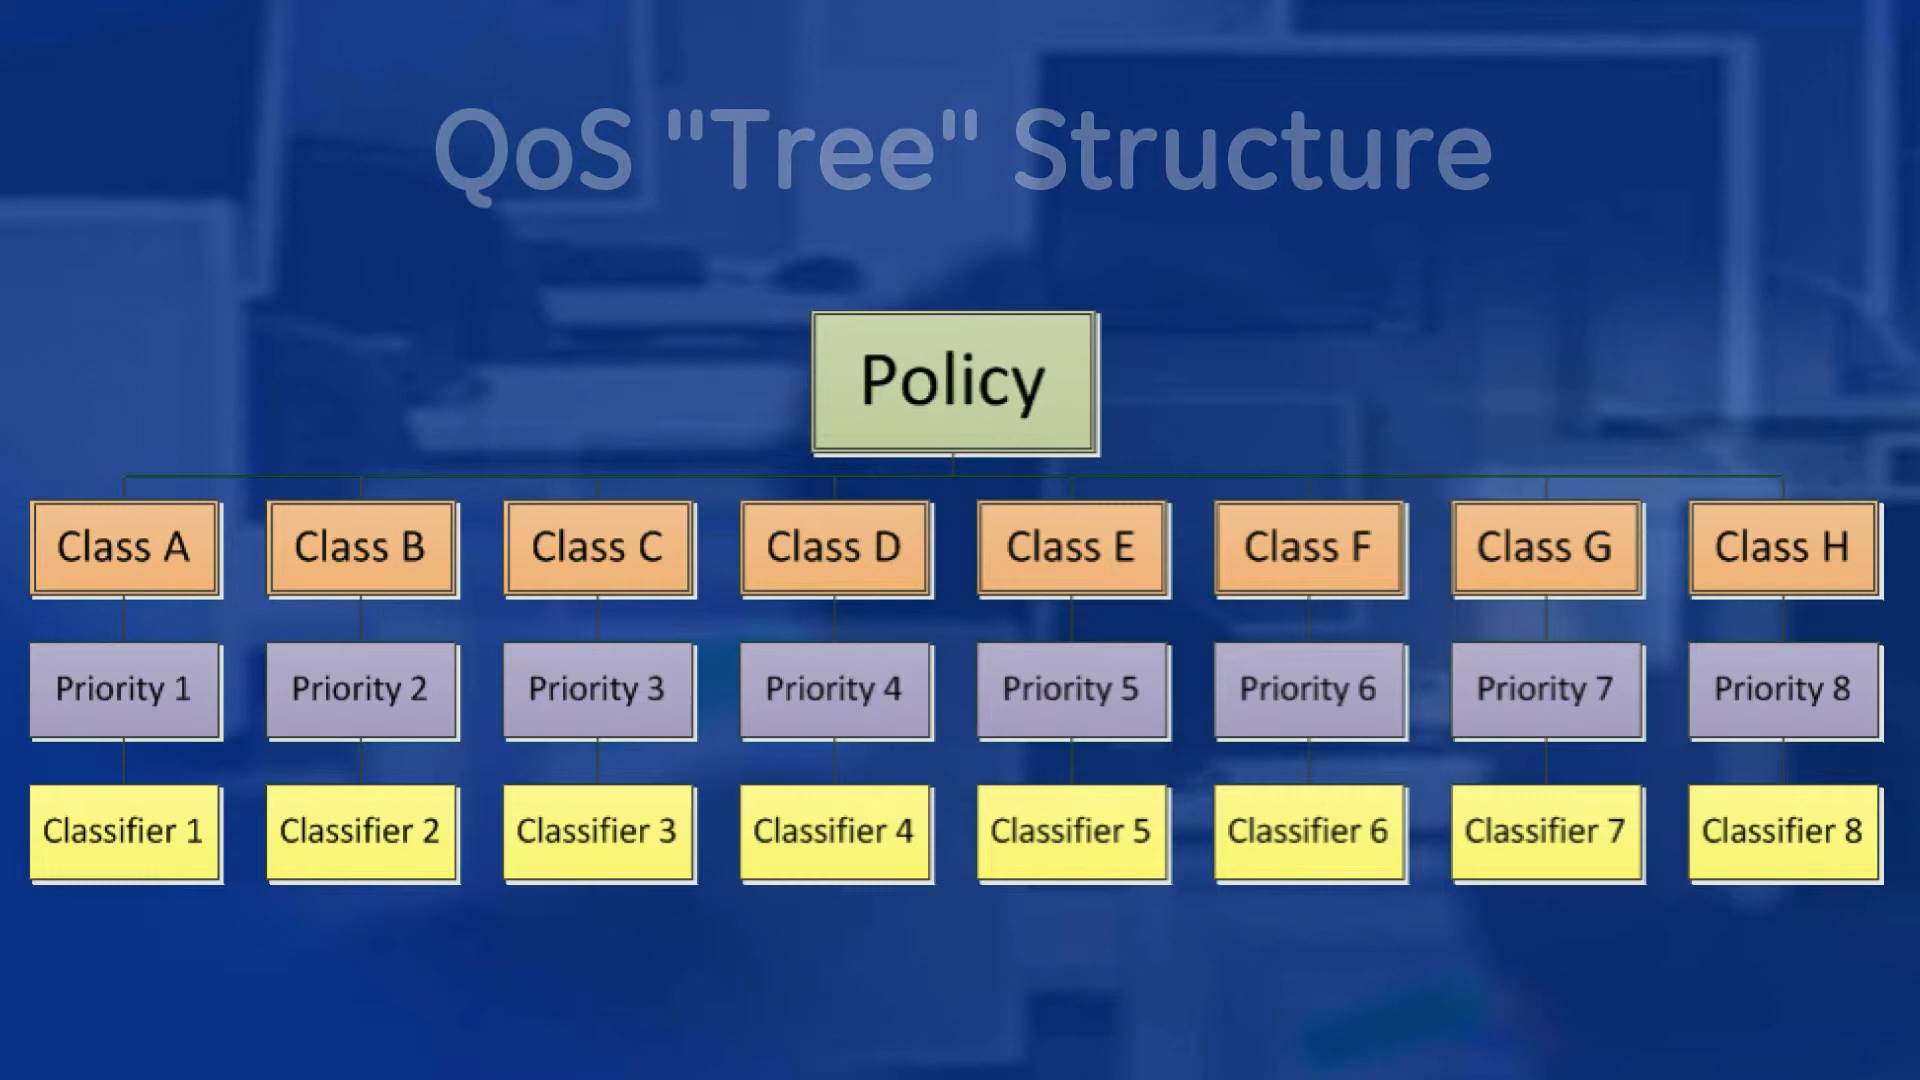 QoS "Tree" Structure
Policy
Class A
Class B
Class C
Class D
Class E
Class F
Class G
Class H
Priority 1
Priority 2
Priority 3
Priority 4
Priority 5
Priority 6
Priority 7
Priority 8
Classifier 1
Classifier 2
Classifier 3
Classifier 4
Classifier 5
Classifier 6
Classifier 7
Classifier 8